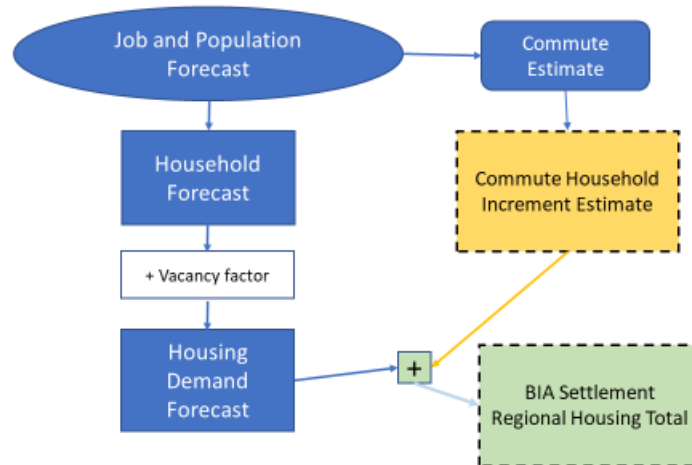 Job and Population
Forecast
Commute
Estimate
Household
Forecast
Commute Household
Increment Estimate
+ Vacancy factor
Housing
Demand
Forecast
+
BIA Settlement
Regional Housing Total